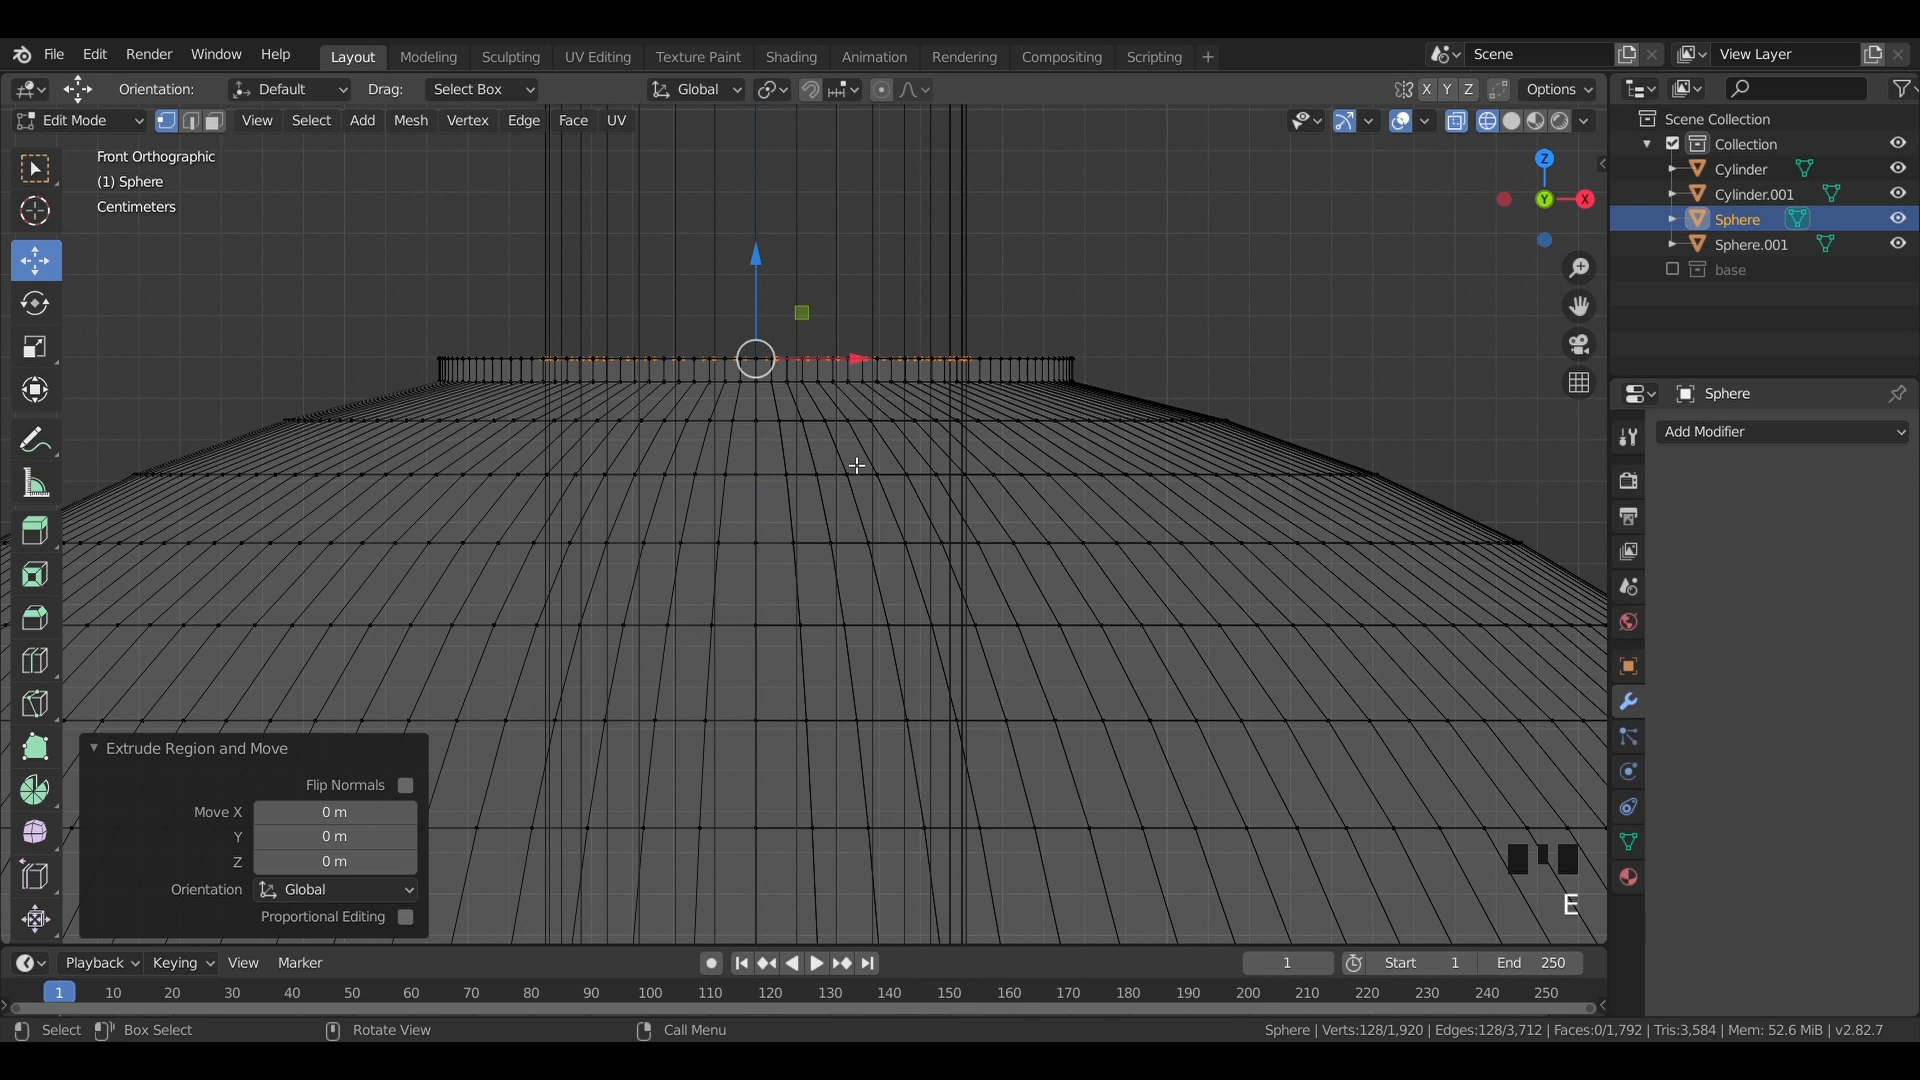 File Edit Render Window Help Layout Modeling Sculpting UV Editing Texture Paint Shading Animation Rendering Compositing Scripting + Scene View Layer
Orientation: Default Drag: Select Box Global X Y Z Options
Edit Mode View Select Add Mesh Vertex Edge Face UV
Front Orthographic
(1) Sphere
Centimeters
Z
Y
X
Scene Collection
Collection
Cylinder
Cylinder.001
Sphere
Sphere.001
base
Sphere
Add Modifier
Extrude Region and Move
Flip Normals
Move X 0 m
Y 0 m
Z 0 m
Orientation Global
Proportional Editing
E
Playback Keying View Marker 1 Start 1 End 250
1 10 20 30 40 50 60 70 80 90 100 110 120 130 140 150 160 170 180 190 200 210 220 230 240 250
Select Box Select Rotate View Call Menu Sphere | Verts:128/1,920 | Edges:128/3,712 | Faces:0/1,792 | Tris:3,584 | Mem: 52.6 MiB | v2.82.7